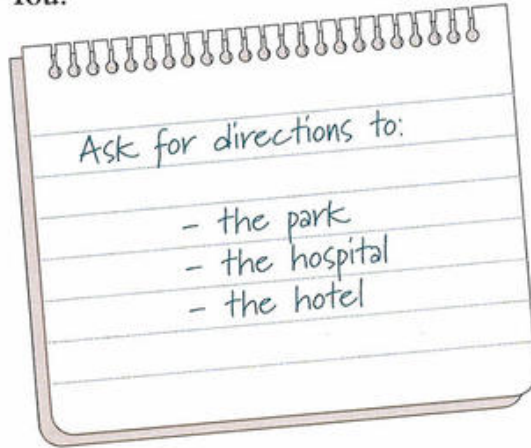 Ask for directions to:
- the park
- the hospital
- the hotel